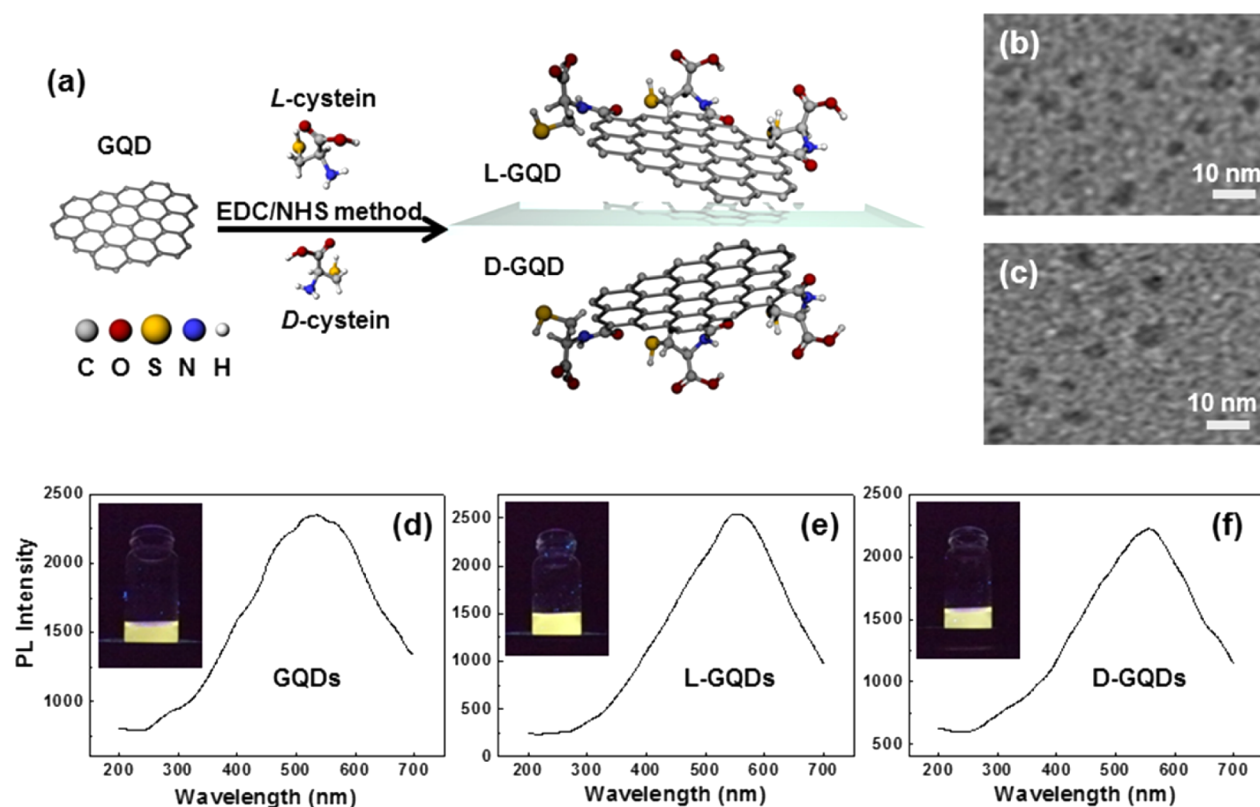 (a)
L-cystein
GQD
EDC/NHS method
D-cystein
C O S N H
L-GQD
D-GQD
(b)
10 nm
(c)
10 nm
2500
2000
1500
1000
PL Intensity
(d)
GQDs
200 300 400 500 600 700
Wavelength (nm)
2500
2000
1500
1000
500
0
(e)
L-GQDs
200 300 400 500 600 700
Wavelength (nm)
2500
2000
1500
1000
500
(f)
D-GQDs
200 300 400 500 600 700
Wavelength (nm)